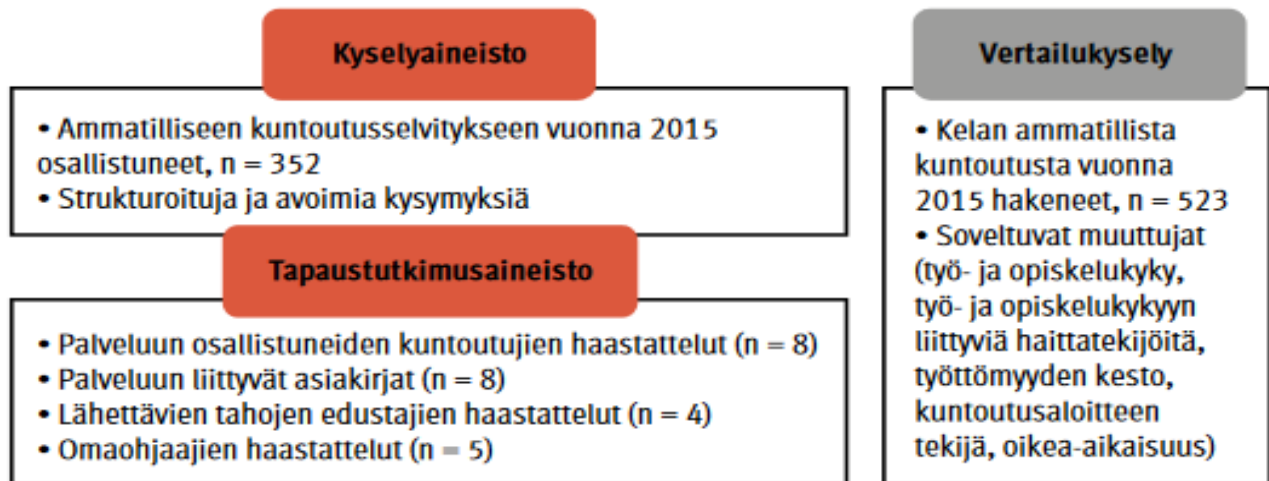 Kyselyaineisto
• Ammatilliseen kuntoutusselvitykseen vuonna 2015
osallistuneet, n = 352
• Strukturoituja ja avoimia kysymyksiä
Tapaustutkimusaineisto
• Palveluun osallistuneiden kuntoutujien haastattelut (n = 8)
• Palveluun liittyvät asiakirjat (n = 8)
• Lähettävien tahojen edustajien haastattelut (n = 4)
• Omaohjaajien haastattelut (n = 5)
Vertailukysely
• Kelan ammatillista
kuntoutusta vuonna
2015 hakeneet, n = 523
• Soveltuvat muuttujat
(työ- ja opiskelukyky,
työ- ja opiskelukykyyn
liittyviä haittatekijöitä,
työttömyyden kesto,
kuntoutusaloitteen
tekijä, oikea-aikaisuus)